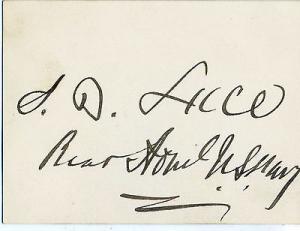 S. B. Luce
Rear Adml U.S. Navy